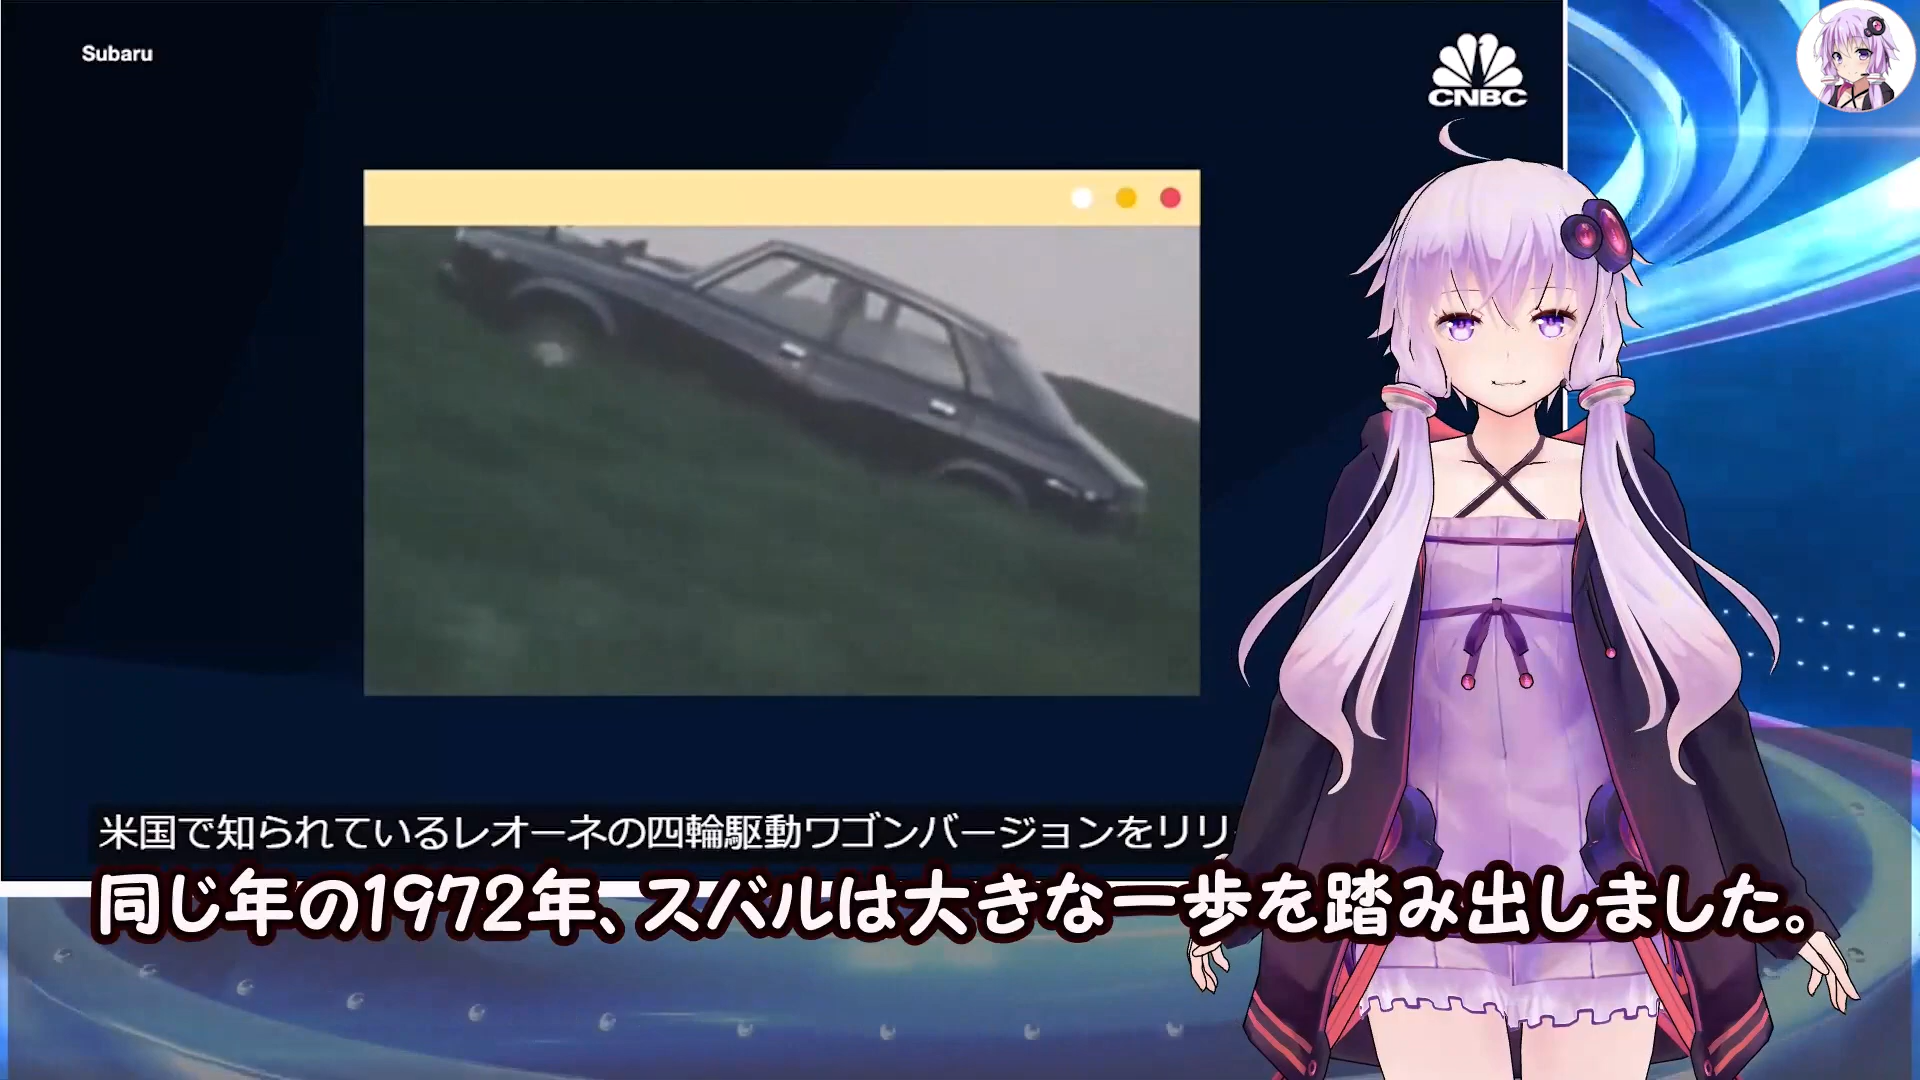 Subaru
CNBC
米国で知られているレオーネの四輪駆動ワゴンバージョンをリリ
同じ年の1972年、スバルは大きな一歩を踏み出しました。